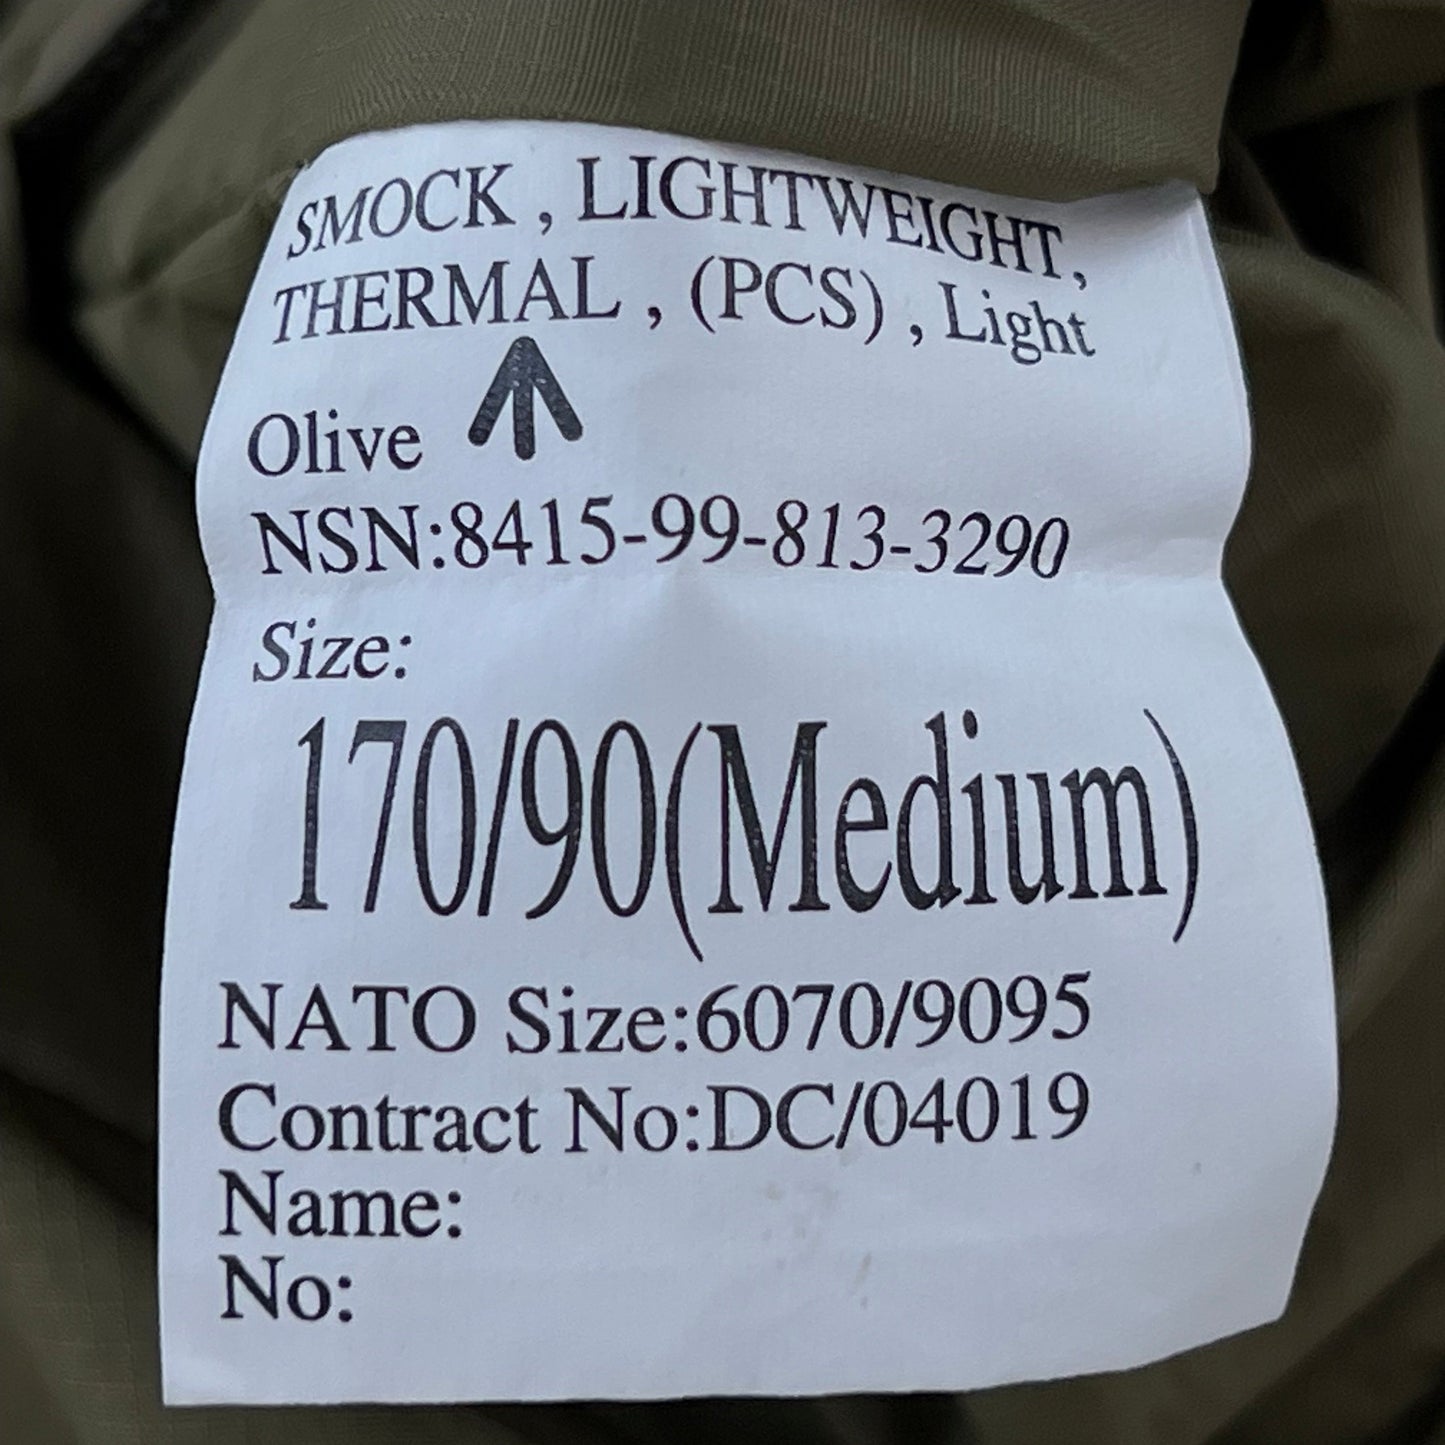 SMOCK , LIGHTWEIGHT,
THERMAL , (PCS) , Light
Olive
NSN:8415-99-813-3290
Size:
170/90(Medium)
NATO Size:6070/9095
Contract No:DC/04019
Name:
No: